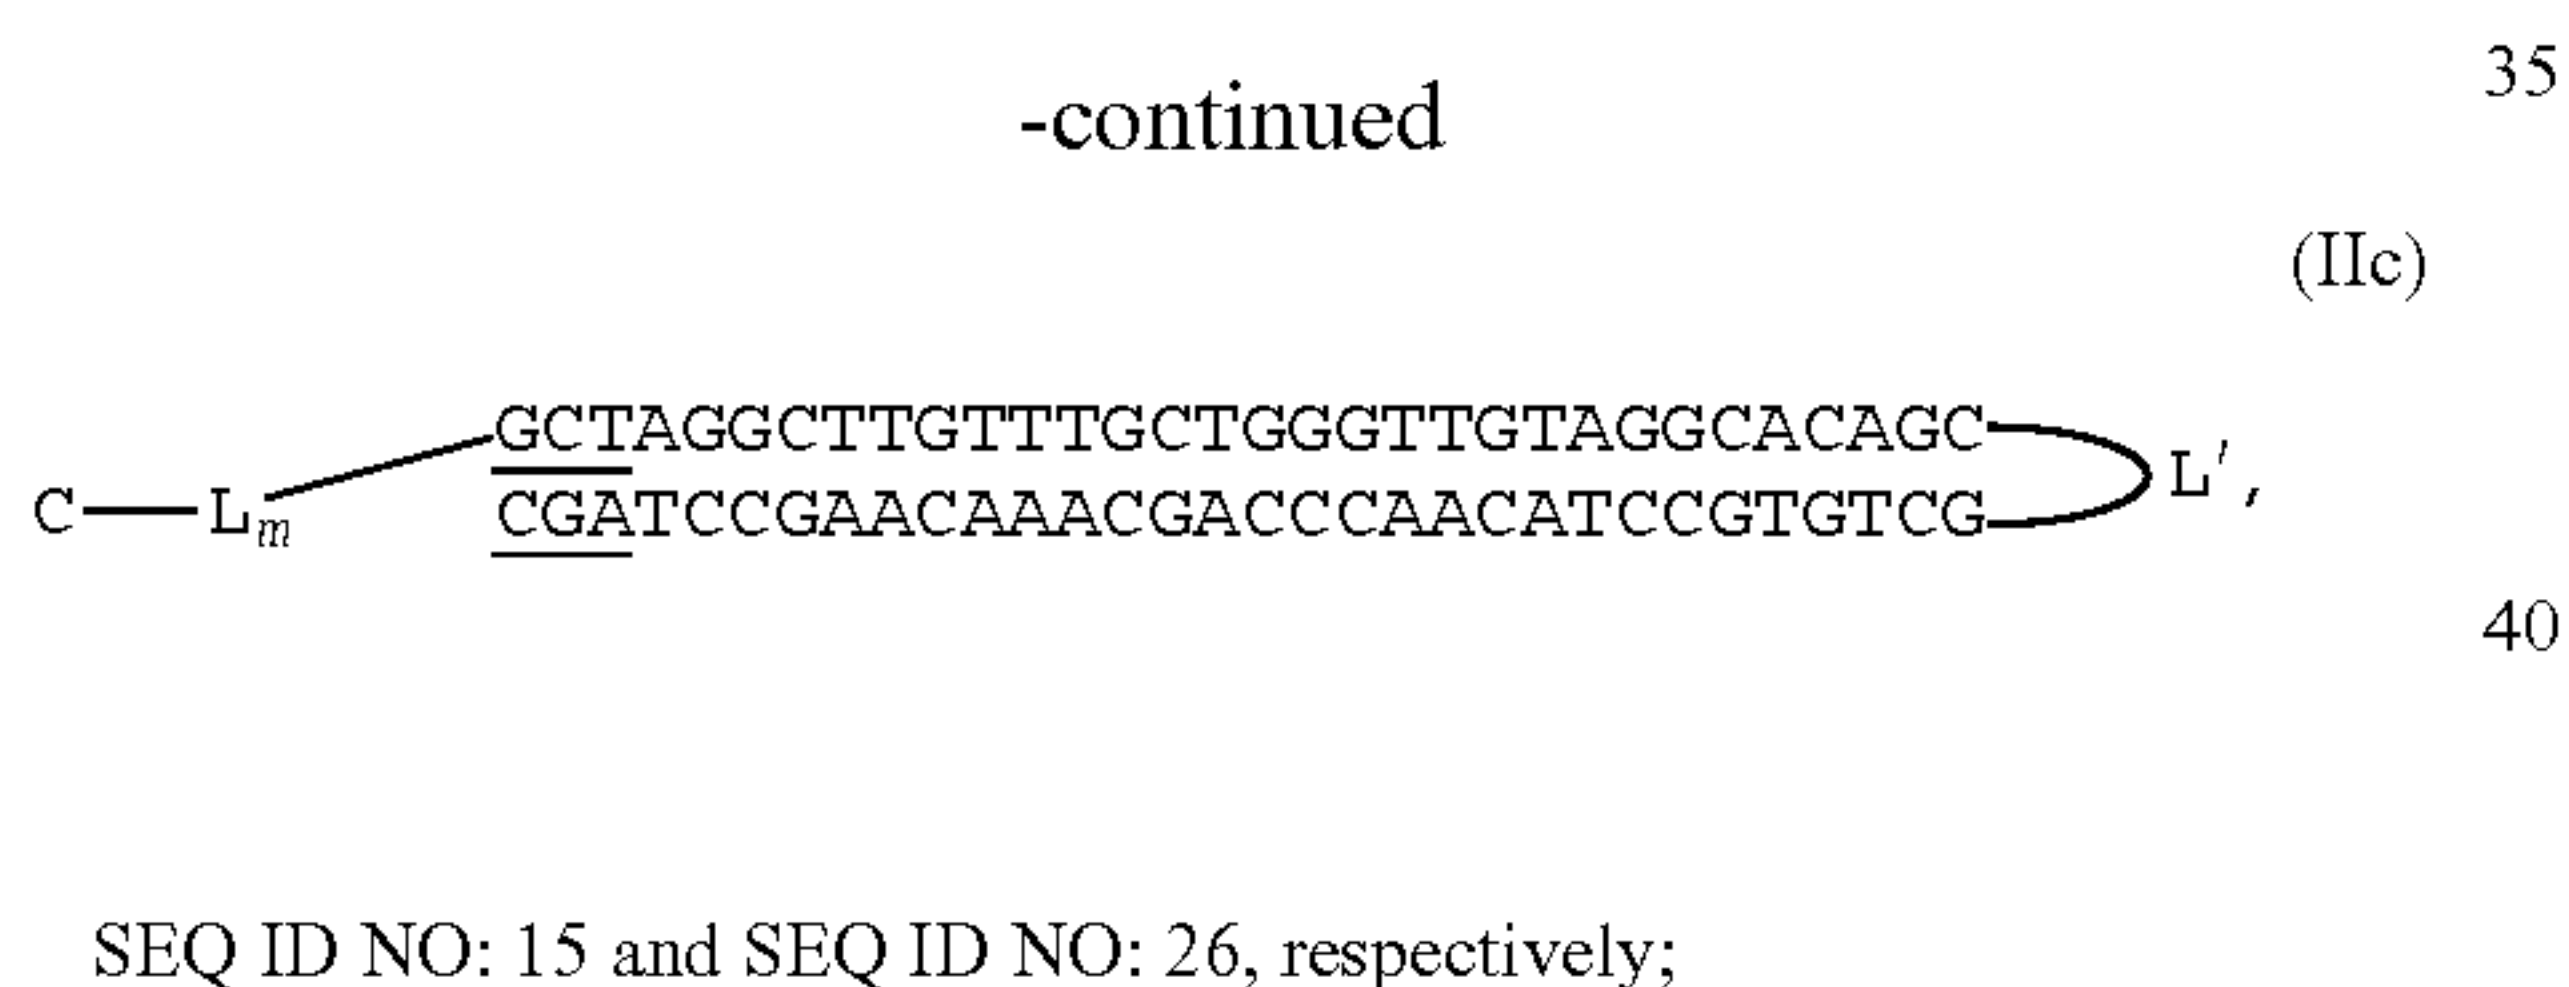 35
-continued
(IIc)
GCTAGGCTTGTTTGCTGGGTTGTAGGCACAGC
C—Lm CGATCCGAACAAACGACCCAACATCCGTGTCG L′,
40
SEQ ID NO: 15 and SEQ ID NO: 26, respectively;